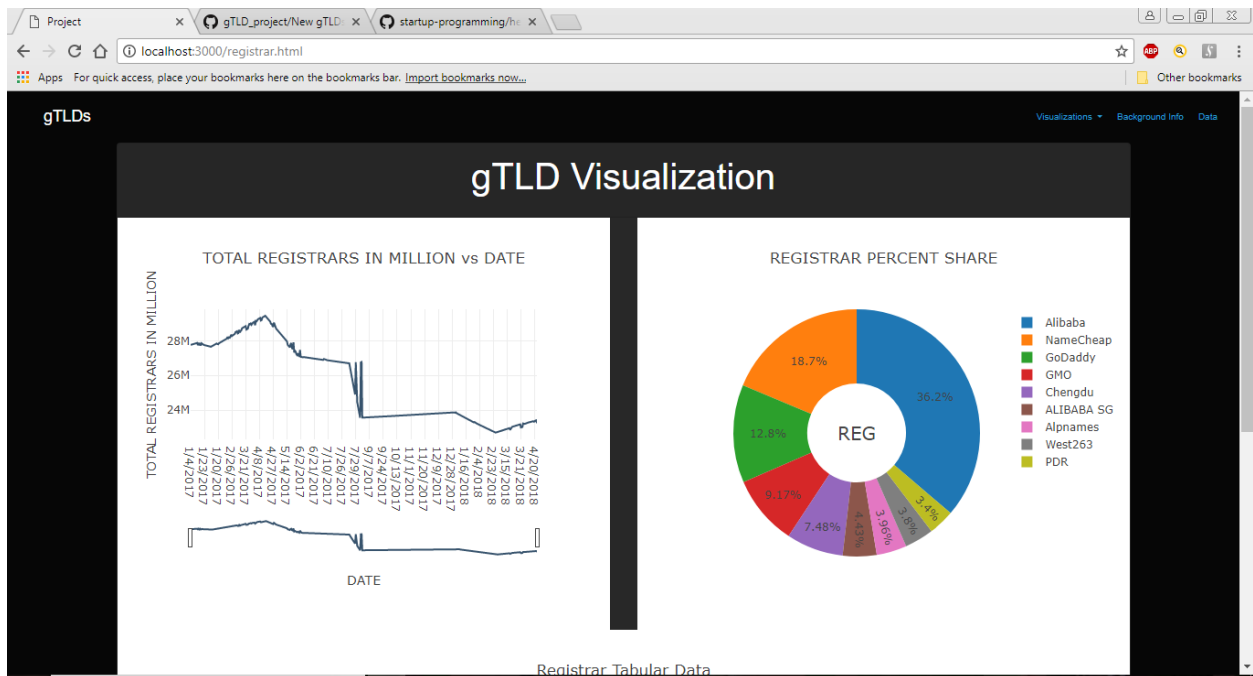 Project
gTLD_project/New gTLDs
startup-programming/he
localhost:3000/registrar.html
ABP
S
Apps For quick access, place your bookmarks here on the bookmarks bar. Import bookmarks now...
Other bookmarks
gTLDs
Visualizations Background Info Data
gTLD Visualization
TOTAL REGISTRARS IN MILLION vs DATE
TOTAL REGISTRARS IN MILLION
28M
26M
24M
1/4/2017
1/23/2017
1/20/2017
2/26/2017
3/21/2017
4/8/2017
4/27/2017
5/14/2017
6/2/2017
6/21/2017
7/10/2017
7/26/2017
7/29/2017
9/7/2017
9/24/2017
10/13/2017
11/1/2017
11/20/2017
12/9/2017
12/28/2017
1/16/2018
2/4/2018
2/23/2018
3/15/2018
3/21/2018
4/20/2018
DATE
REGISTRAR PERCENT SHARE
36.2%
18.7%
12.8%
9.17%
7.48%
4.43%
3.96%
3.8%
3.4%
REG
Alibaba
NameCheap
GoDaddy
GMO
Chengdu
ALIBABA SG
Alpnames
West263
PDR
Registrar Tabular Data